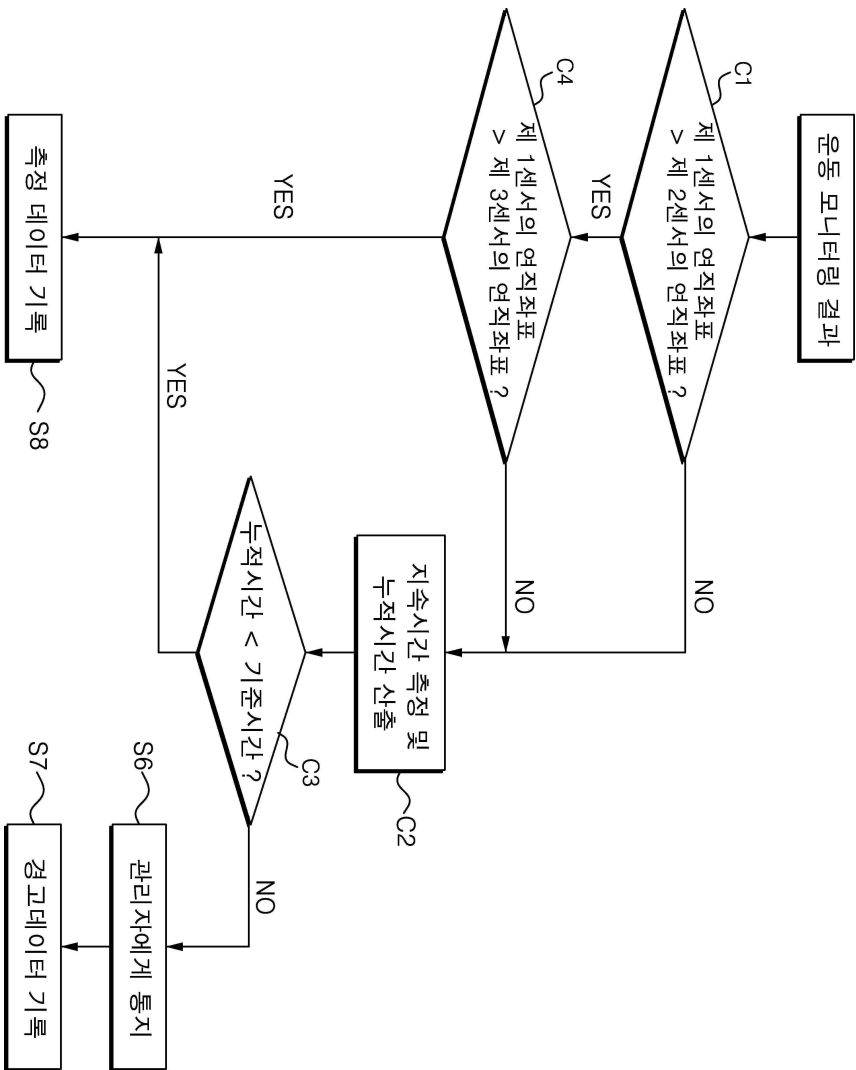 운동 모니터링 결과
C1
제 1센서의 연직좌표
> 제 2센서의 연직좌표 ?
NO
YES
C4
제 1센서의 연직좌표
> 제 3센서의 연직좌표 ?
NO
YES
지속시간 측정 및
누적시간 산출
C2
누적시간 < 기준시간 ?
C3
YES
NO
관리자에게 통지
S6
측정 데이터 기록
S8
경고데이터 기록
S7